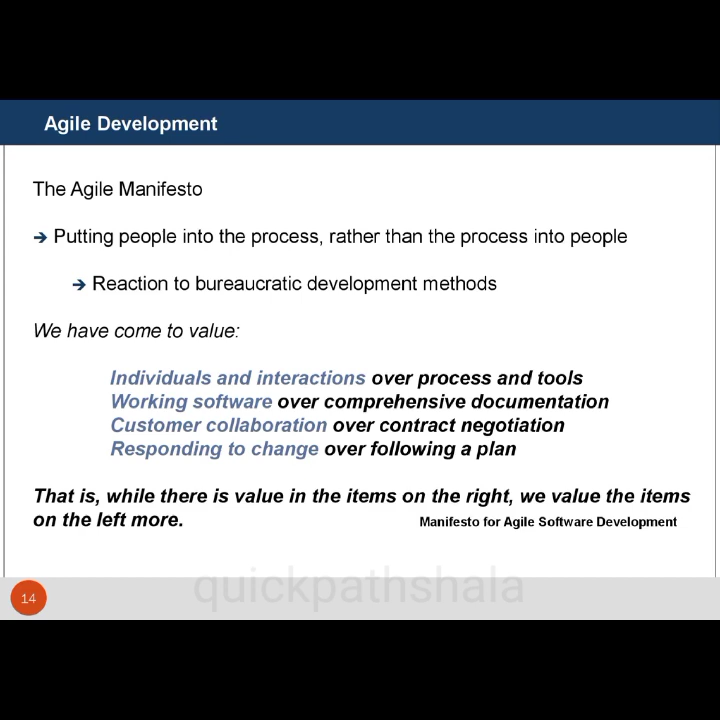 Agile Development
The Agile Manifesto
➔ Putting people into the process, rather than the process into people
➔ Reaction to bureaucratic development methods
We have come to value:
Individuals and interactions over process and tools
Working software over comprehensive documentation
Customer collaboration over contract negotiation
Responding to change over following a plan
That is, while there is value in the items on the right, we value the items
on the left more.
Manifesto for Agile Software Development
quickpathshala
14